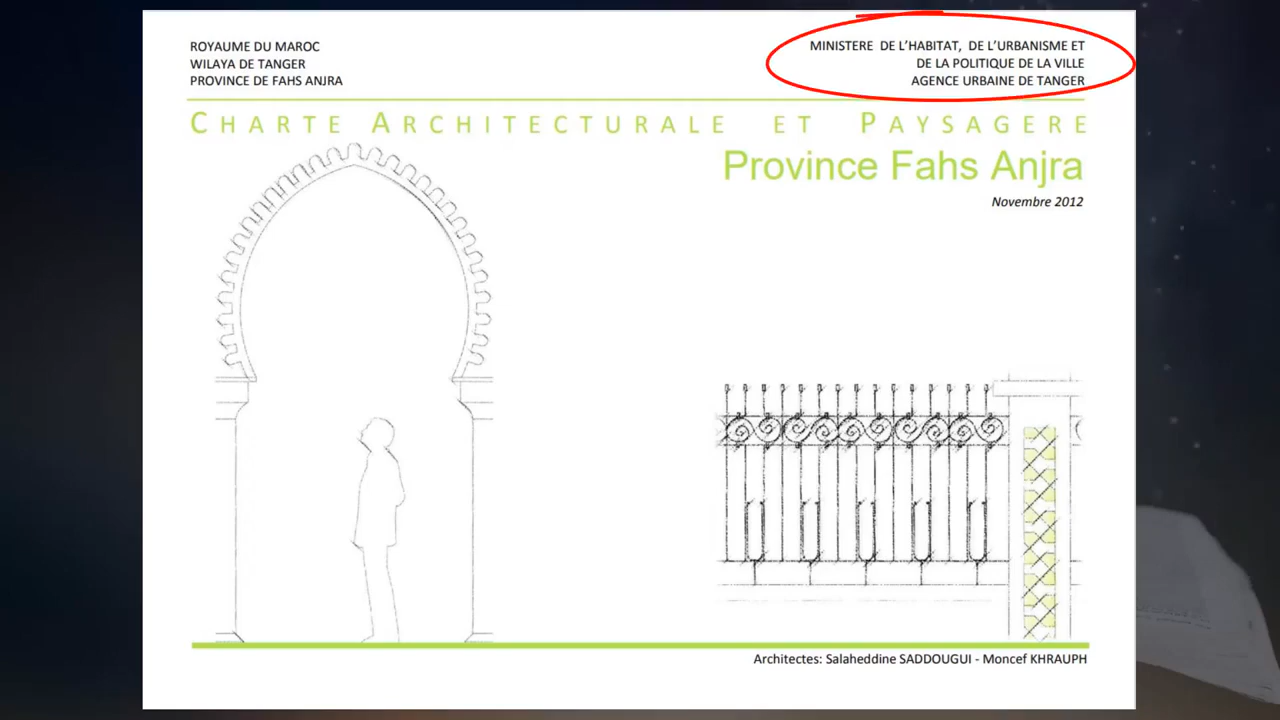 ROYAUME DU MAROC
WILAYA DE TANGER
PROVINCE DE FAHS ANJRA
MINISTERE DE L’HABITAT, DE L’URBANISME ET
DE LA POLITIQUE DE LA VILLE
AGENCE URBAINE DE TANGER
CHARTE ARCHITECTURALE ET PAYSAGERE
Province Fahs Anjra
Novembre 2012
Architectes: Salaheddine SADDOUGUI - Moncef KHRAUPH